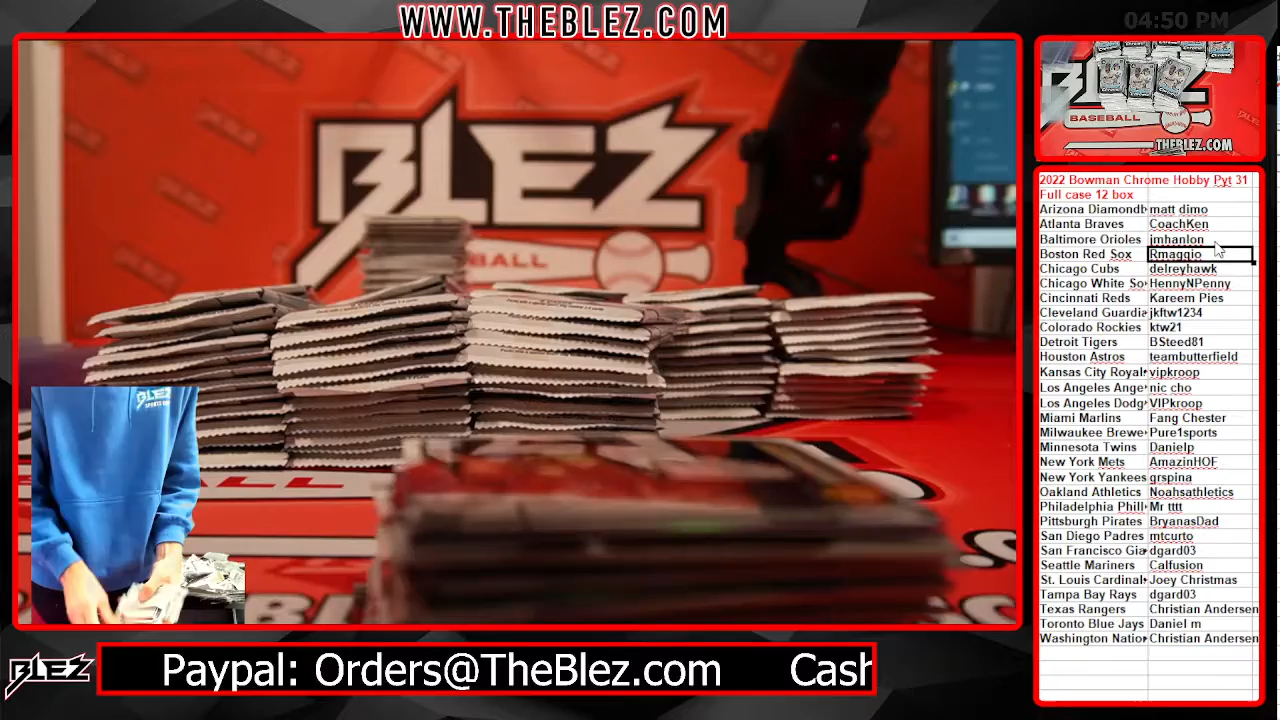 WWW.THEBLEZ.COM
04:50 PM
BLEZ
BASEBALL
BLEZ
BASEBALL
THEBLEZ.COM
2022 Bowman Chrome Hobby Pyt 31
Full case 12 box
Arizona Diamondb matt dimo
Atlanta Braves CoachKen
Baltimore Orioles jmhanlon
Boston Red Sox Rmaggio
Chicago Cubs delreyhawk
Chicago White So HennyNPenny
Cincinnati Reds Kareem Pies
Cleveland Guardia jkftw1234
Colorado Rockies ktw21
Detroit Tigers BSteed81
Houston Astros teambutterfield
Kansas City Royal vipkroop
Los Angeles Ange nic cho
Los Angeles Dodg VIPkroop
Miami Marlins Fang Chester
Milwaukee Brewe Pure1sports
Minnesota Twins Danielp
New York Mets AmazinHOF
New York Yankees grspina
Oakland Athletics Noahsathletics
Philadelphia Phill Mr tttt
Pittsburgh Pirates BryanasDad
San Diego Padres mtcurto
San Francisco Gia dgard03
Seattle Mariners Calfusion
St. Louis Cardinal Joey Christmas
Tampa Bay Rays dgard03
Texas Rangers Christian Andersen
Toronto Blue Jays Daniel m
Washington Natio Christian Andersen
BLEZ
BLEZ Paypal: Orders@TheBlez.com Cash